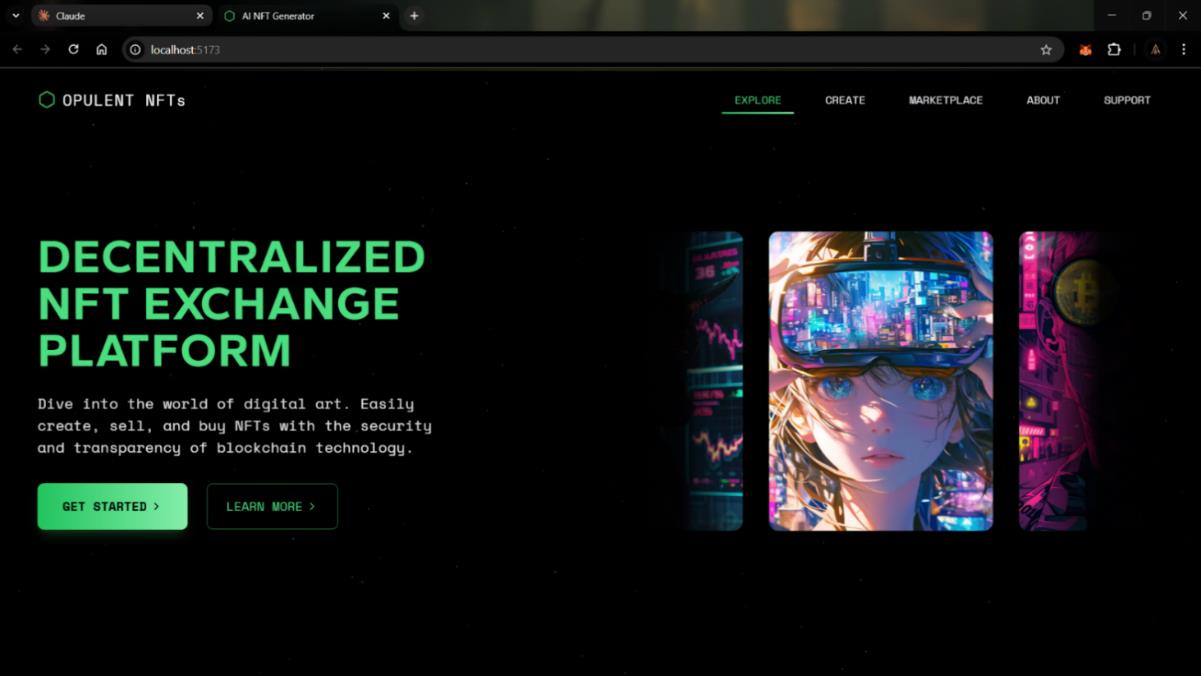 Claude
AI NFT Generator
localhost:5173
OPULENT NFTs
EXPLORE
CREATE
MARKETPLACE
ABOUT
SUPPORT
DECENTRALIZED
NFT EXCHANGE
PLATFORM
Dive into the world of digital art. Easily
create, sell, and buy NFTs with the security
and transparency of blockchain technology.
GET STARTED >
LEARN MORE >
36